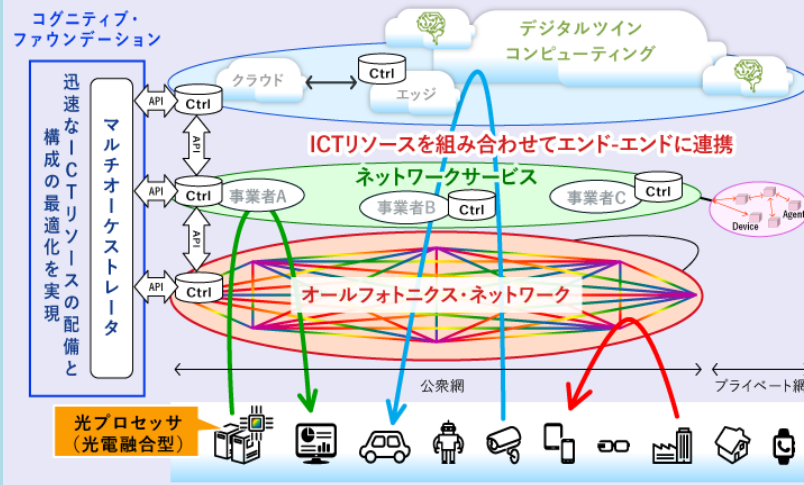 コグニティブ・
ファウンデーション
迅速なICTリソースの配備と
構成の最適化を実現
マルチオーケストレータ
API
API
API
API
API
Ctrl
Ctrl
Ctrl
クラウド
Ctrl
エッジ
デジタルツイン
コンピューティング
ICTリソースを組み合わせてエンド-エンドに連携
ネットワークサービス
事業者A
事業者B
Ctrl
事業者C
Ctrl
Device
Agent
オールフォトニクス・ネットワーク
公衆網
プライベート網
光プロセッサ
(光電融合型)